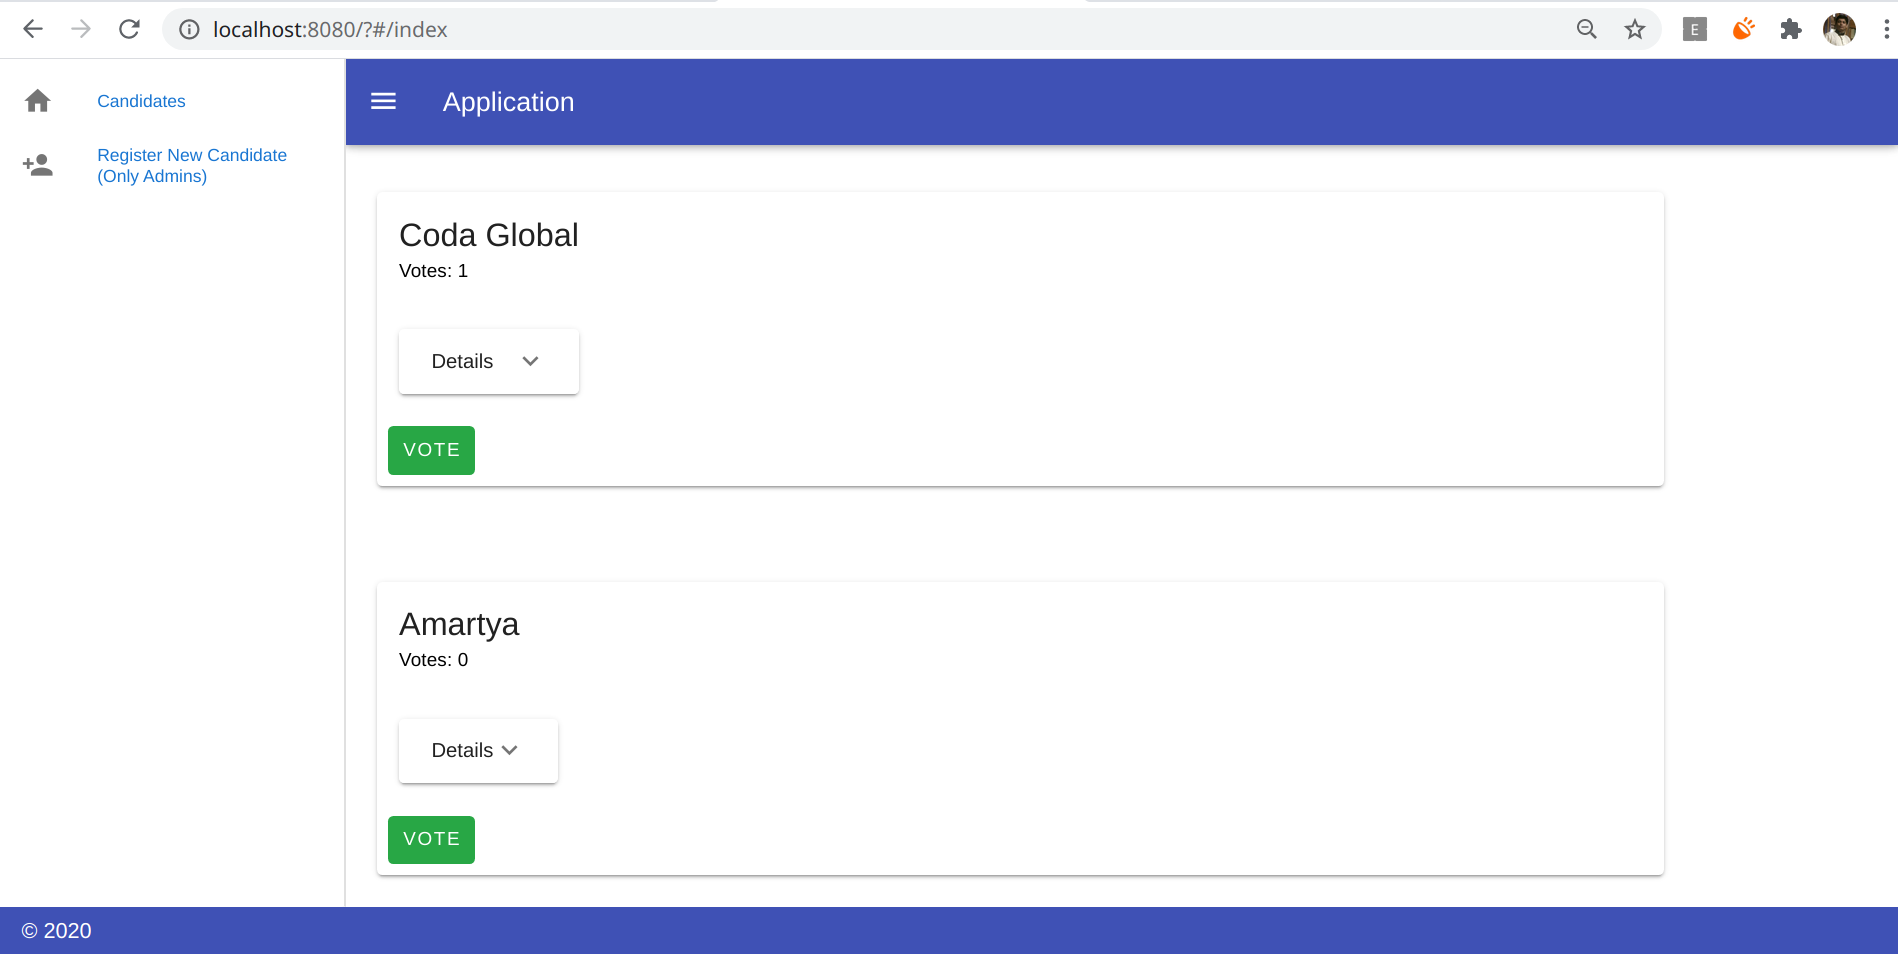 localhost:8080/?#/index
E
Candidates
Register New Candidate
(Only Admins)
Application
Coda Global
Votes: 1
Details
VOTE
Amartya
Votes: 0
Details
VOTE
© 2020